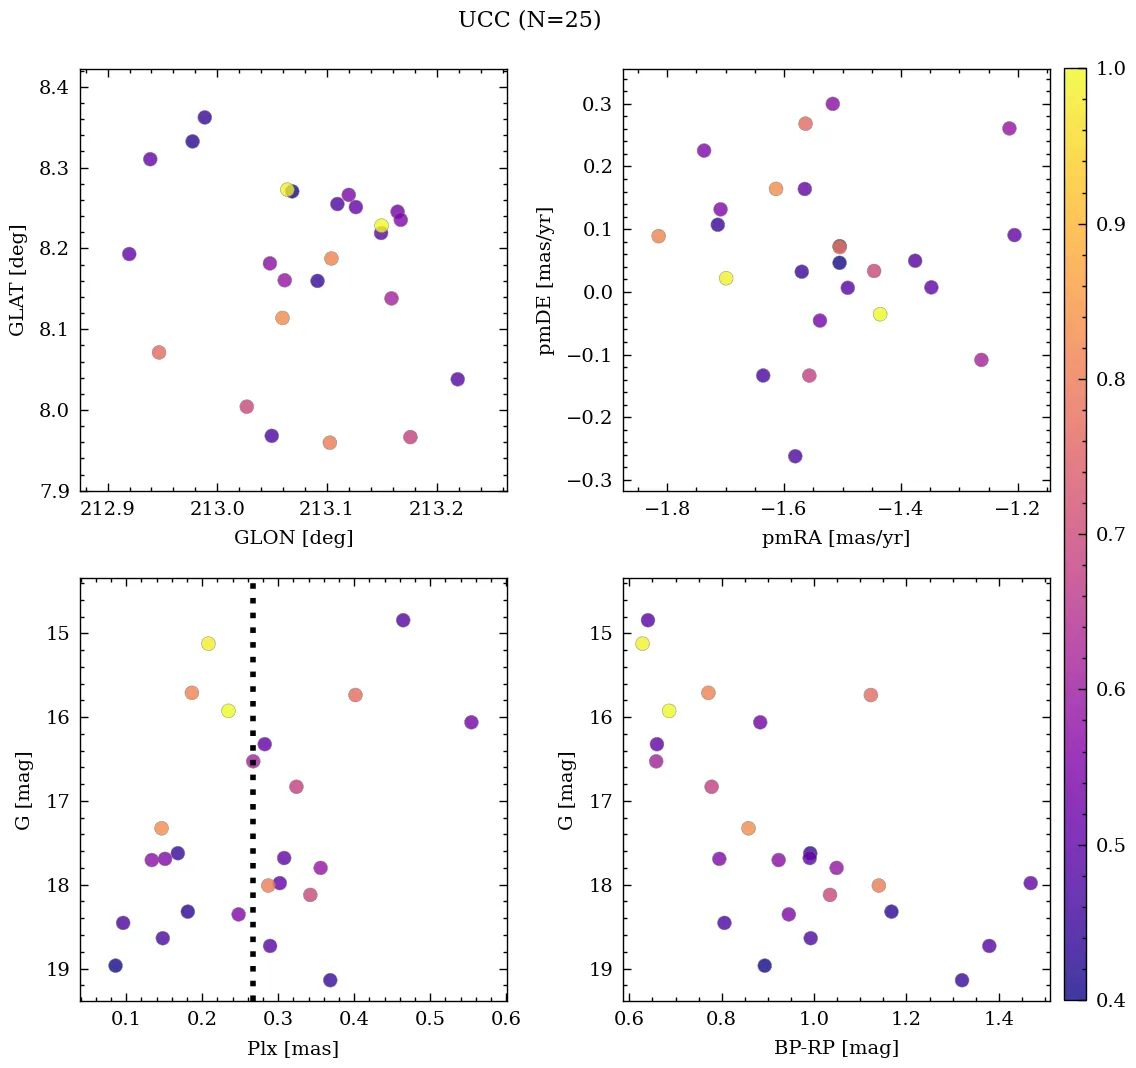 UCC (N=25)
8.4
8.3
8.2
8.1
8.0
7.9
GLAT [deg]
212.9 213.0 213.1 213.2
GLON [deg]
0.3
0.2
0.1
0.0
−0.1
−0.2
−0.3
pmDE [mas/yr]
−1.8 −1.6 −1.4 −1.2
pmRA [mas/yr]
15
16
17
18
19
G [mag]
0.1 0.2 0.3 0.4 0.5 0.6
Plx [mas]
G [mag]
0.6 0.8 1.0 1.2 1.4
BP-RP [mag]
1.0
0.9
0.8
0.7
0.6
0.5
0.4